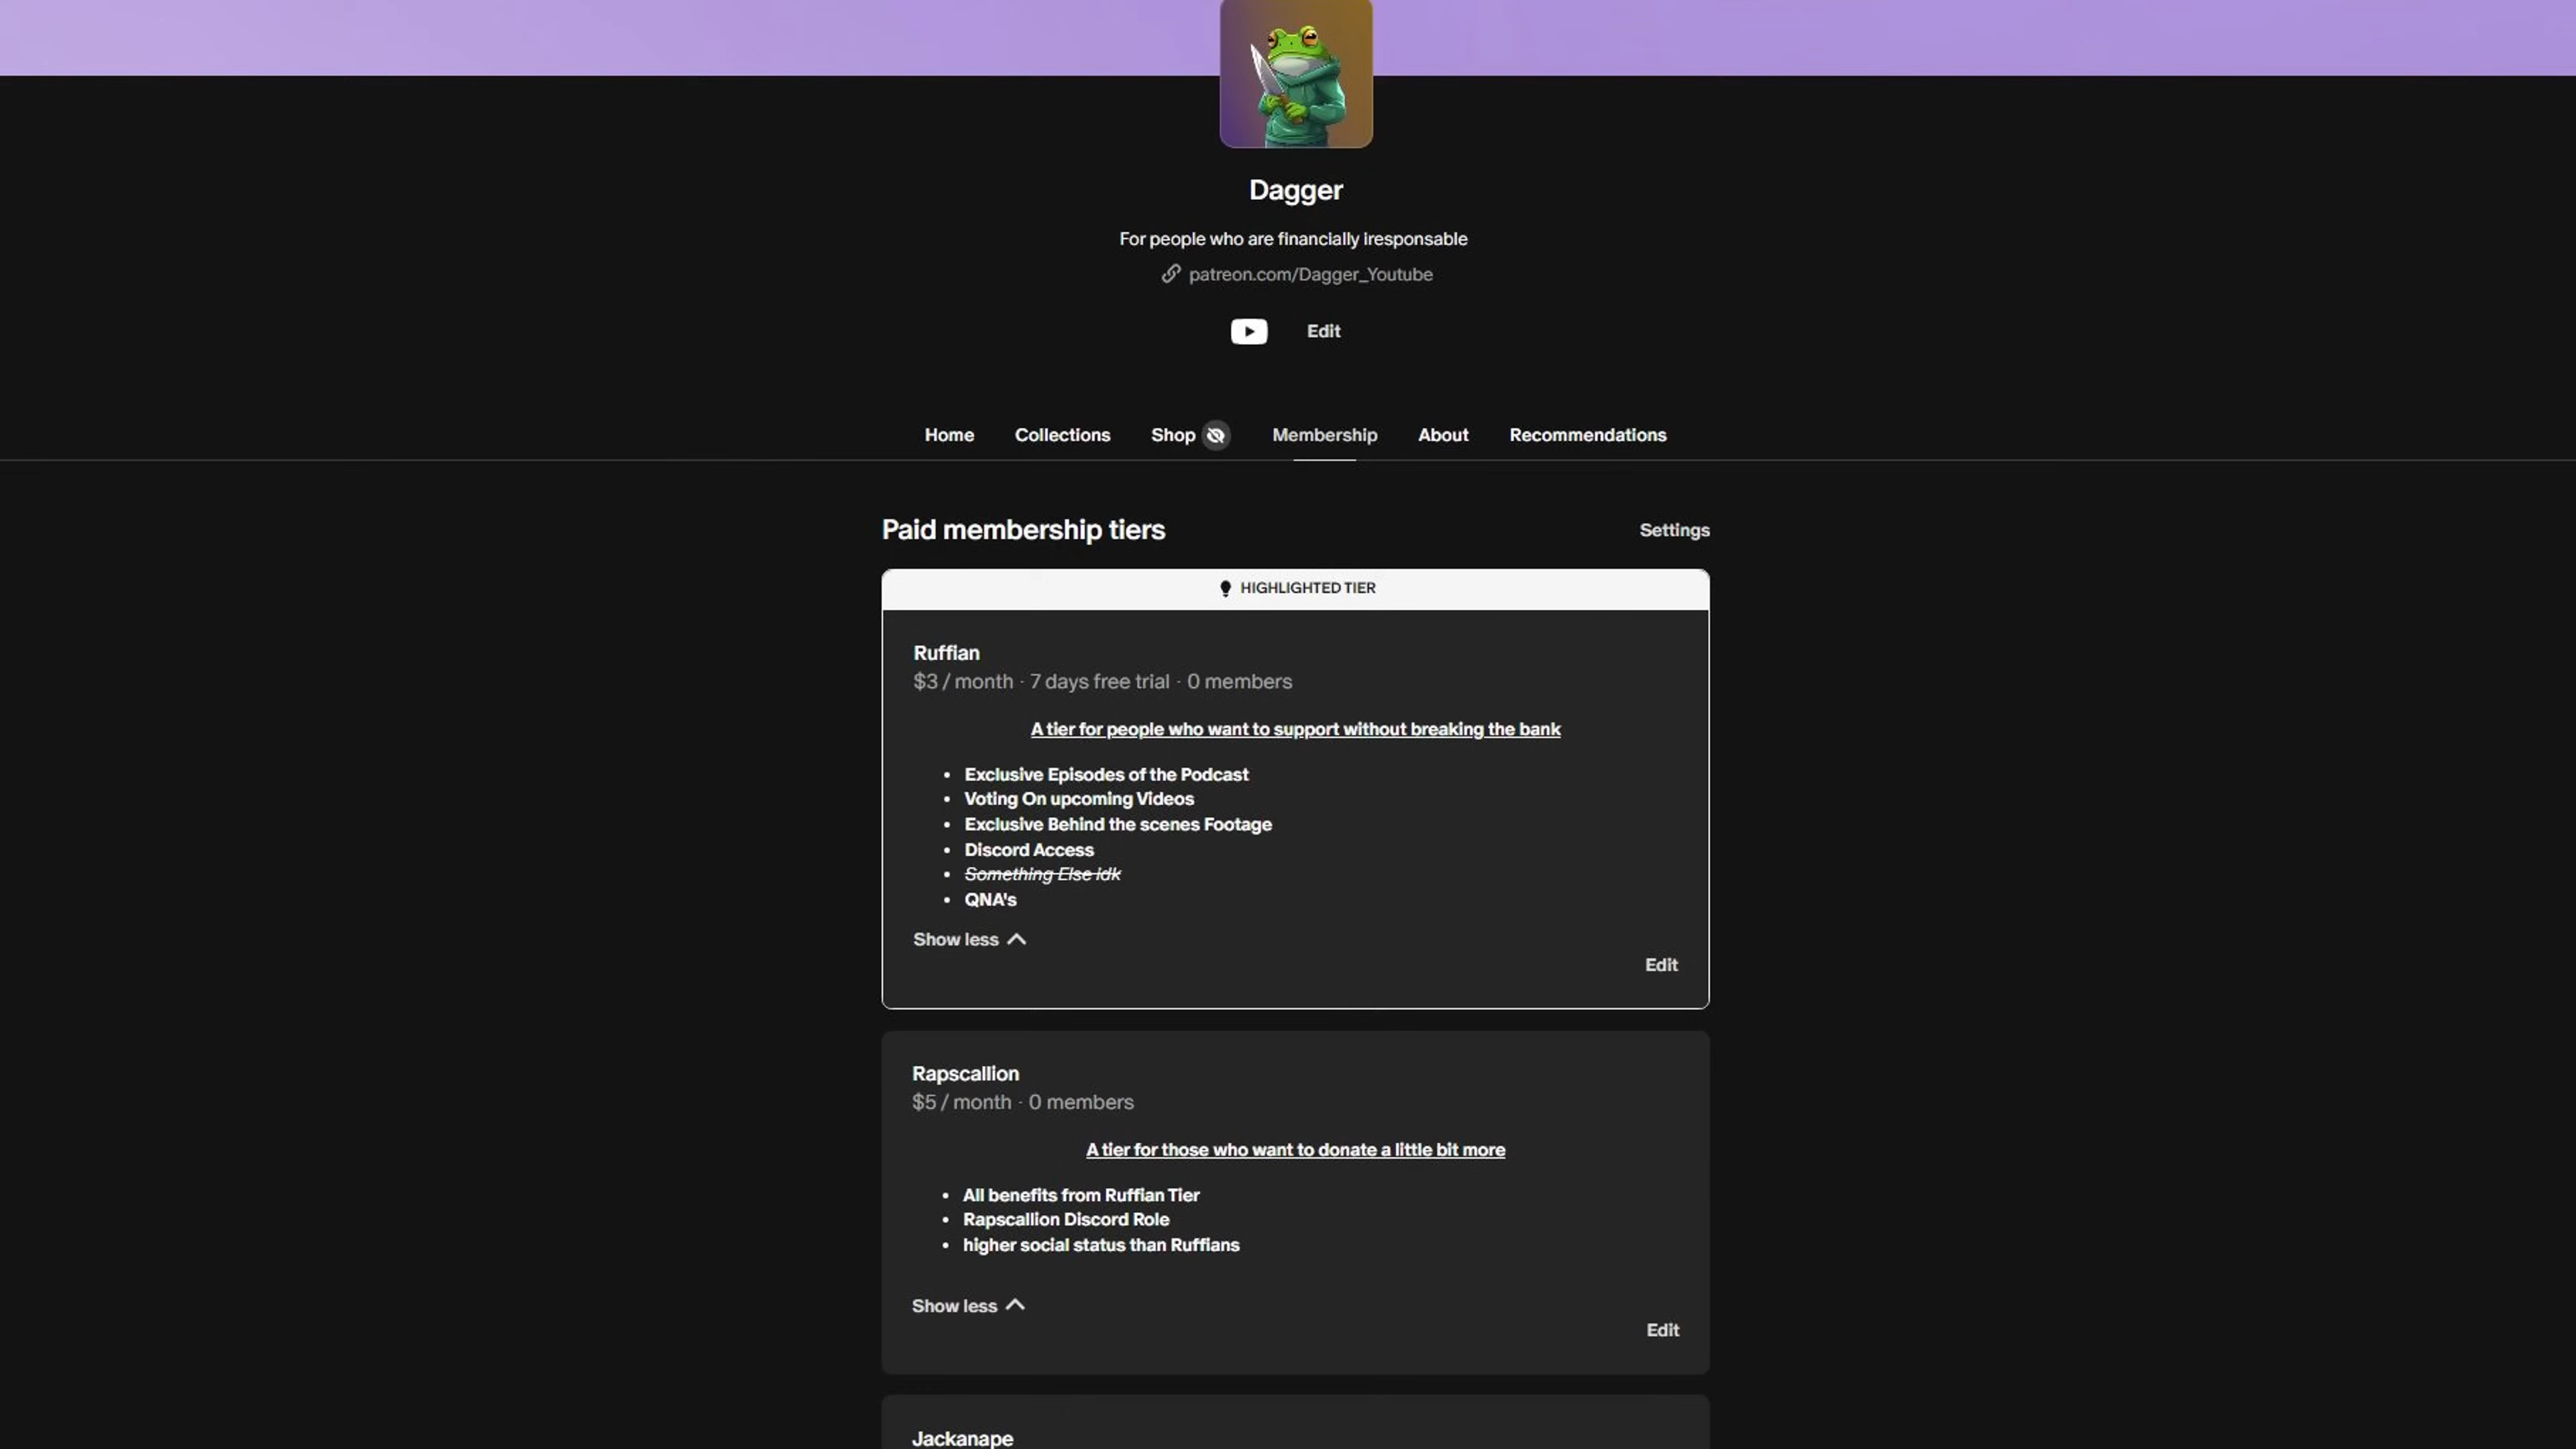 Dagger
For people who are financially iresponsable
patreon.com/Dagger_Youtube
Edit
Home Collections Shop Membership About Recommendations
Paid membership tiers Settings
HIGHLIGHTED TIER
Ruffian
$3 / month · 7 days free trial · 0 members
A tier for people who want to support without breaking the bank
• Exclusive Episodes of the Podcast
• Voting On upcoming Videos
• Exclusive Behind the scenes Footage
• Discord Access
• Something Else idk
• QNA's
Show less
Edit
Rapscallion
$5 / month · 0 members
A tier for those who want to donate a little bit more
• All benefits from Ruffian Tier
• Rapscallion Discord Role
• higher social status than Ruffians
Show less
Edit
Jackanape